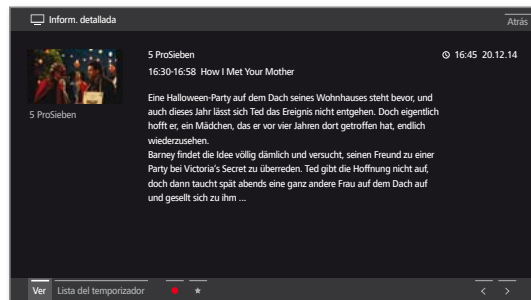 Inform. detallada
Atrás
5 ProSieben
16:45 20.12.14
16:30-16:58 How I Met Your Mother
5 ProSieben
Eine Halloween-Party auf dem Dach seines Wohnhauses steht bevor, und
auch dieses Jahr lässt sich Ted das Ereignis nicht entgehen. Doch eigentlich
hofft er, ein Mädchen, das er vor vier Jahren dort getroffen hat, endlich
wiederzusehen.
Barney findet die Idee völlig dämlich und versucht, seinen Freund zu einer
Party bei Victoria’s Secret zu überreden. Ted gibt die Hoffnung nicht auf,
doch dann taucht spät abends eine ganz andere Frau auf dem Dach auf
und gesellt sich zu ihm ...
Ver Lista del temporizador